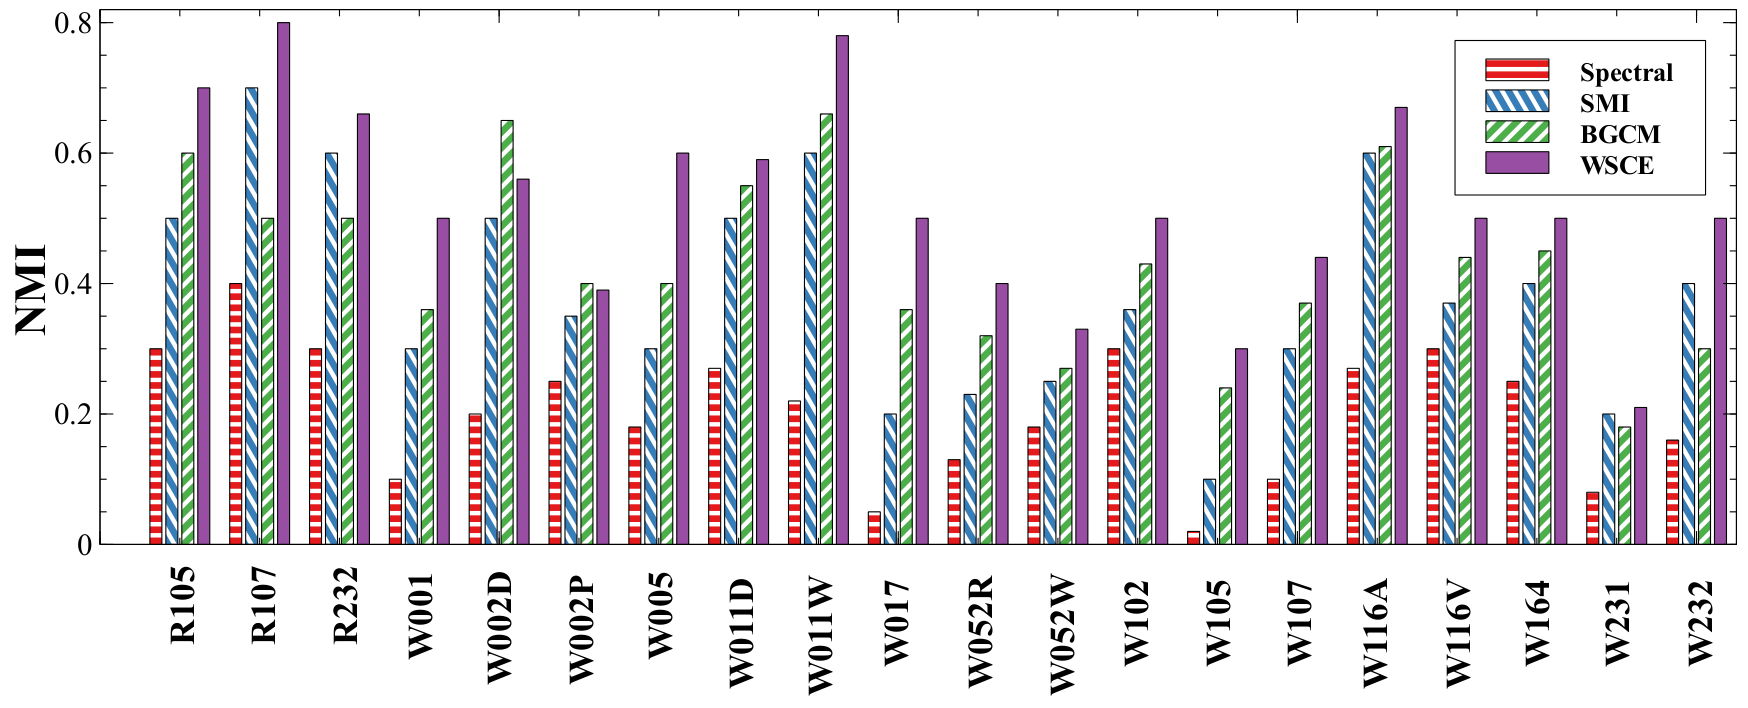 NMI
0.8
0.6
0.4
0.2
0
Spectral
SMI
BGCM
WSCE
R105
R107
R232
W001
W002D
W002P
W005
W011D
W011W
W017
W052R
W052W
W102
W105
W107
W116A
W116V
W164
W231
W232